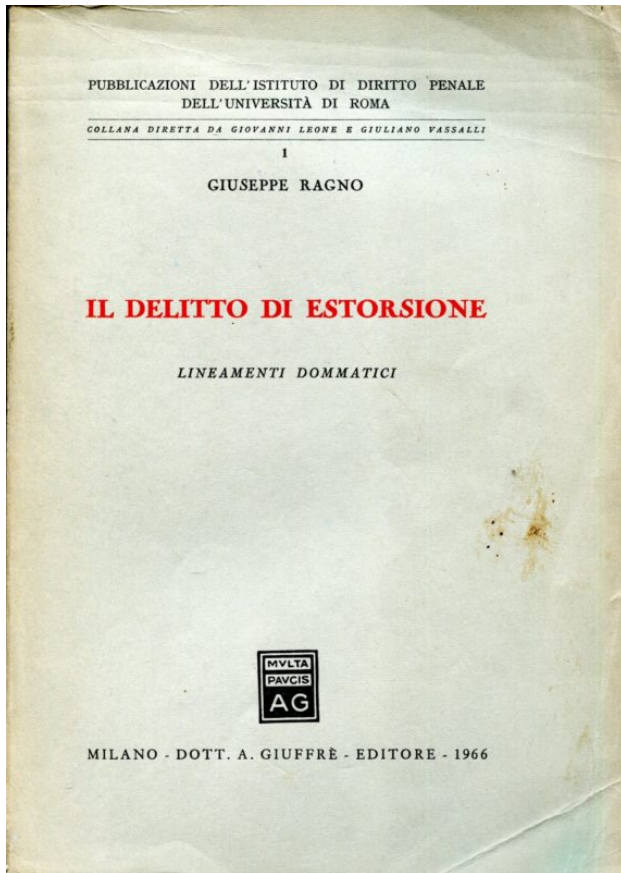 PUBBLICAZIONI DELL'ISTITUTO DI DIRITTO PENALE
DELL'UNIVERSITÀ DI ROMA
COLLANA DIRETTA DA GIOVANNI LEONE E GIULIANO VASSALLI
1
GIUSEPPE RAGNO
IL DELITTO DI ESTORSIONE
LINEAMENTI DOMMATICI
MVLTA
PAVCIS
AG
MILANO - DOTT. A. GIUFFRÈ - EDITORE - 1966